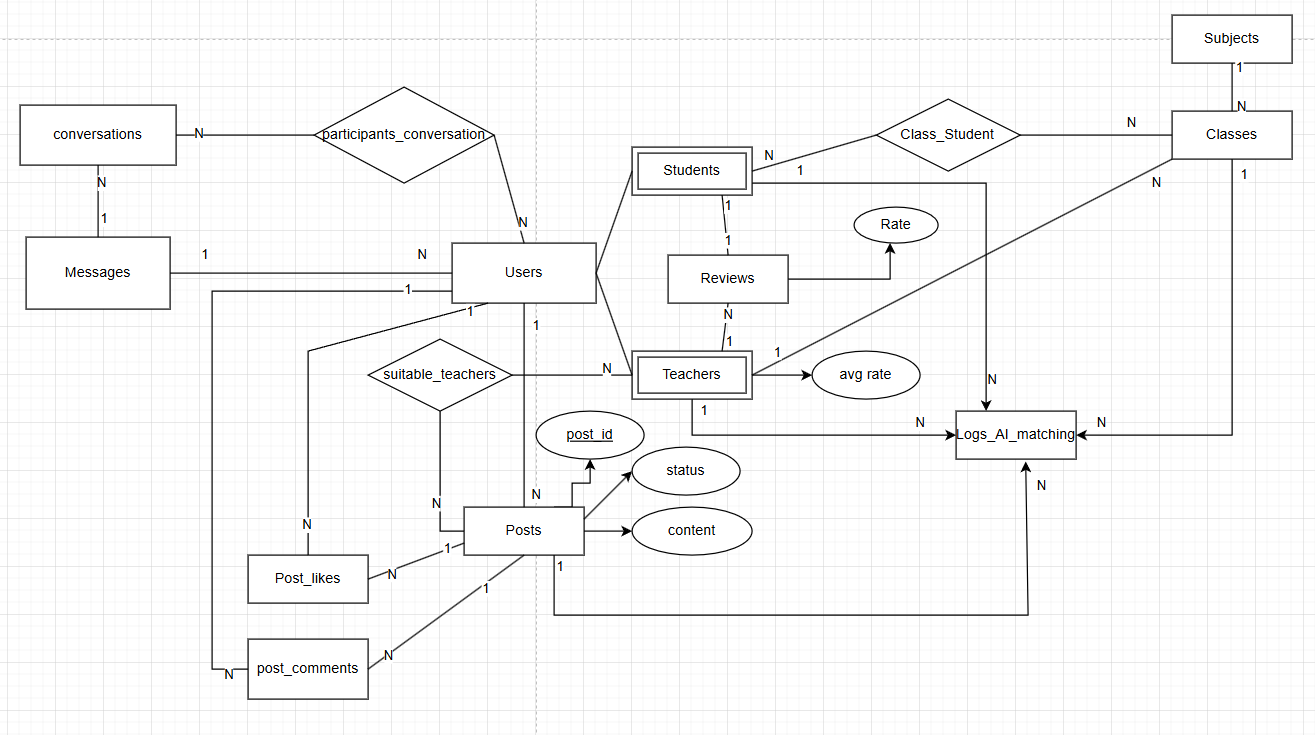 Subjects
1
N
conversations
N
participants_conversation
Class_Student
N
Classes
N
Students
1
1
N
N
1
1
N
1
N
1
Rate
Messages
Users
Reviews
1
1
1
N
1
1
suitable_teachers
N
Teachers
avg rate
N
1
N
N
Logs_AI_matching
post_id
status
N
N
N
N
Posts
content
1
1
N
Post_likes
1
N
post_comments
N